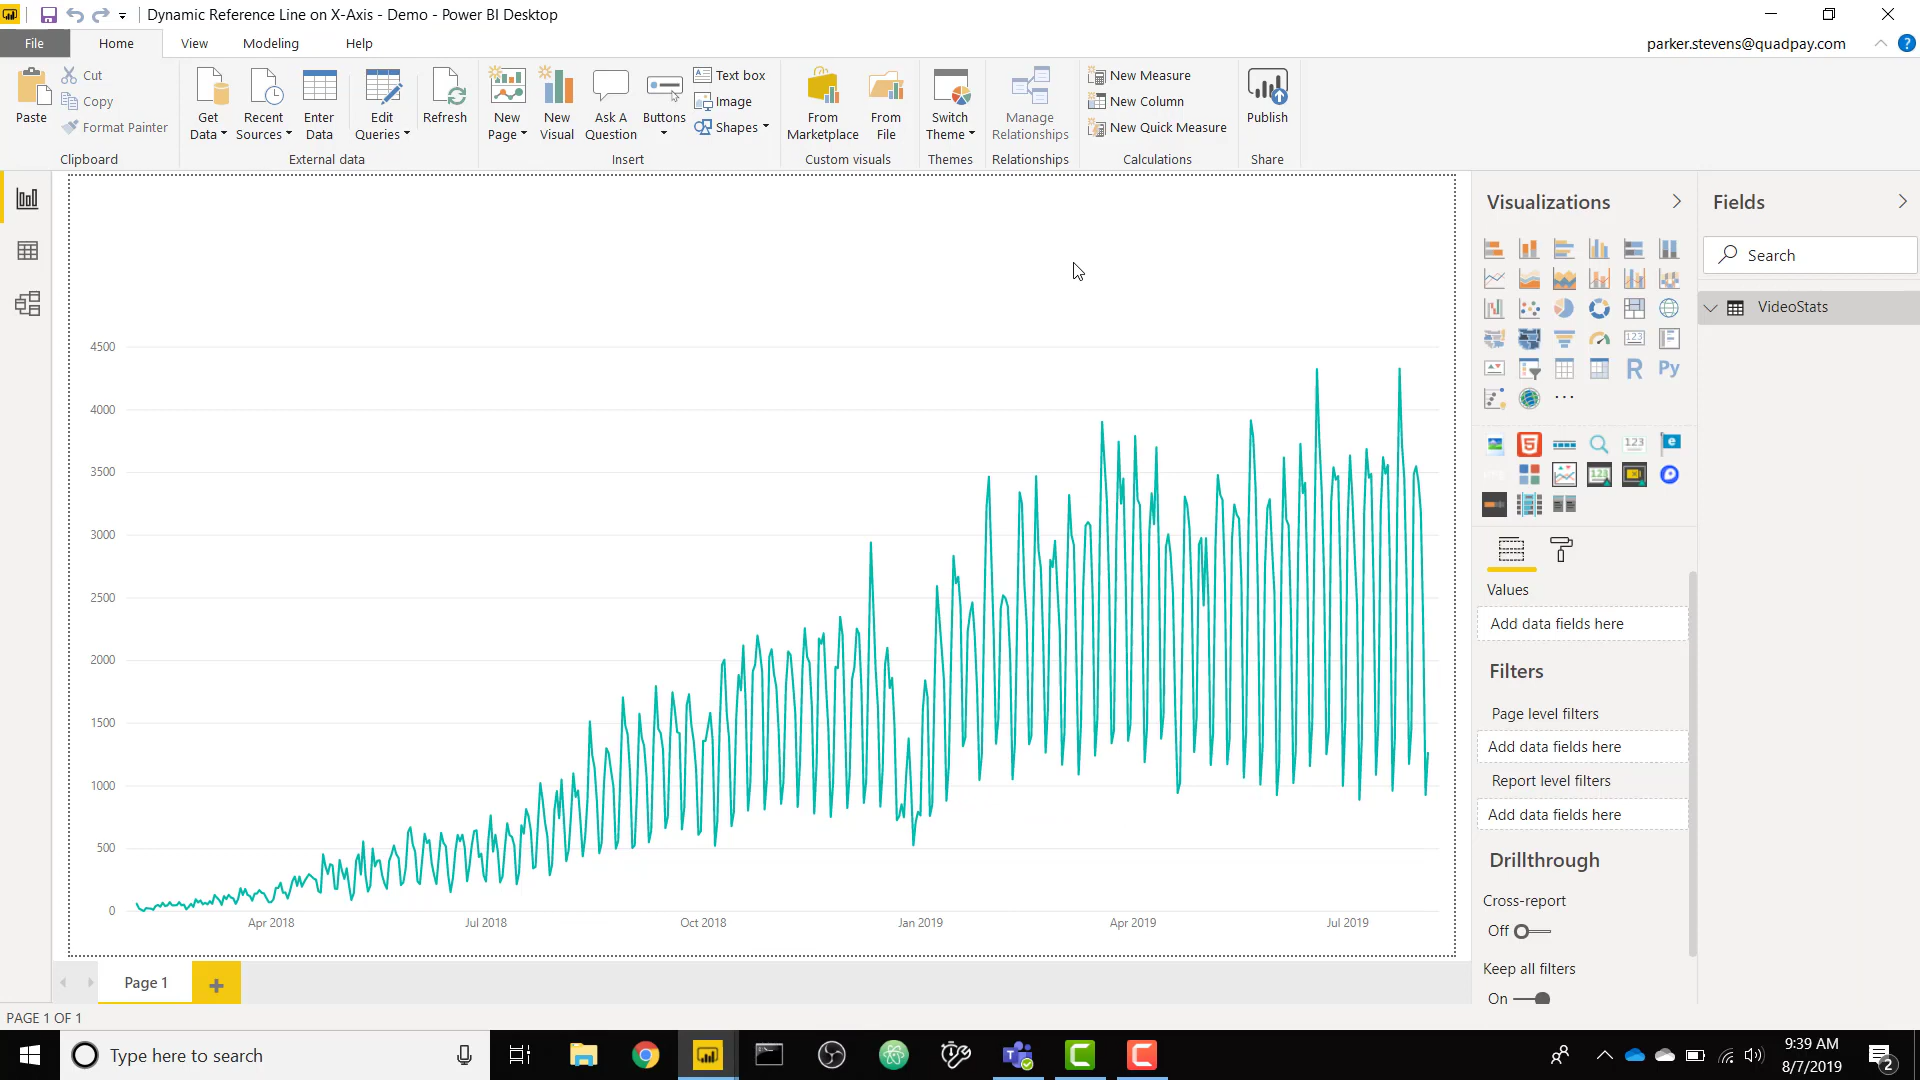 Dynamic Reference Line on X-Axis - Demo - Power BI Desktop
File Home View Modeling Help
parker.stevens@quadpay.com
Paste
Cut
Copy
Format Painter
Clipboard
Get Data
Recent Sources
Enter Data
Edit Queries
Refresh
External data
New Page
New Visual
Ask A Question
Buttons
Text box
Image
Shapes
Insert
From Marketplace
From File
Custom visuals
Switch Theme
Themes
Manage Relationships
Relationships
New Measure
New Column
New Quick Measure
Calculations
Publish
Share
4500
4000
3500
3000
2500
2000
1500
1000
500
0
Apr 2018 Jul 2018 Oct 2018 Jan 2019 Apr 2019 Jul 2019
Visualizations
R
Py
123
5
123
e
123
Values
Add data fields here
Filters
Page level filters
Add data fields here
Report level filters
Add data fields here
Drillthrough
Cross-report
Off
Keep all filters
On
Fields
Search
VideoStats
Page 1
PAGE 1 OF 1
Type here to search
9:39 AM
8/7/2019
2